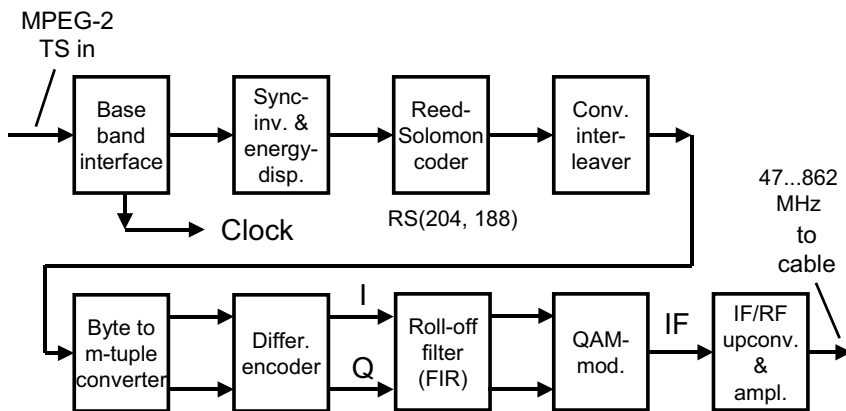 MPEG-2
TS in
Base
band
interface
Sync-
inv. &
energy-
disp.
Reed-
Solomon
coder
Conv.
inter-
leaver
Clock
RS(204, 188)
47...862
MHz
to
cable
Byte to
m-tuple
converter
Differ.
encoder
I
Q
Roll-off
filter
(FIR)
QAM-
mod.
IF
IF/RF
upconv.
&
ampl.